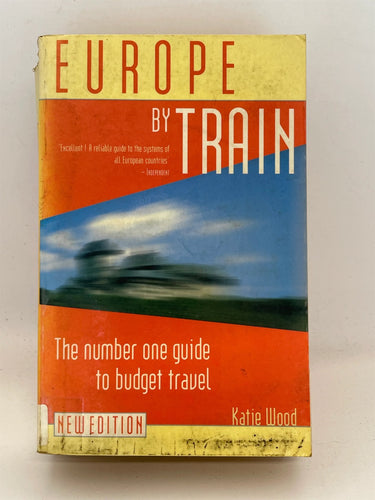 EUROPE
BY TRAIN
'Excellent! A reliable guide to the systems of
all European countries'
- INDEPENDENT
The number one guide
to budget travel
Katie Wood
NEW EDITION